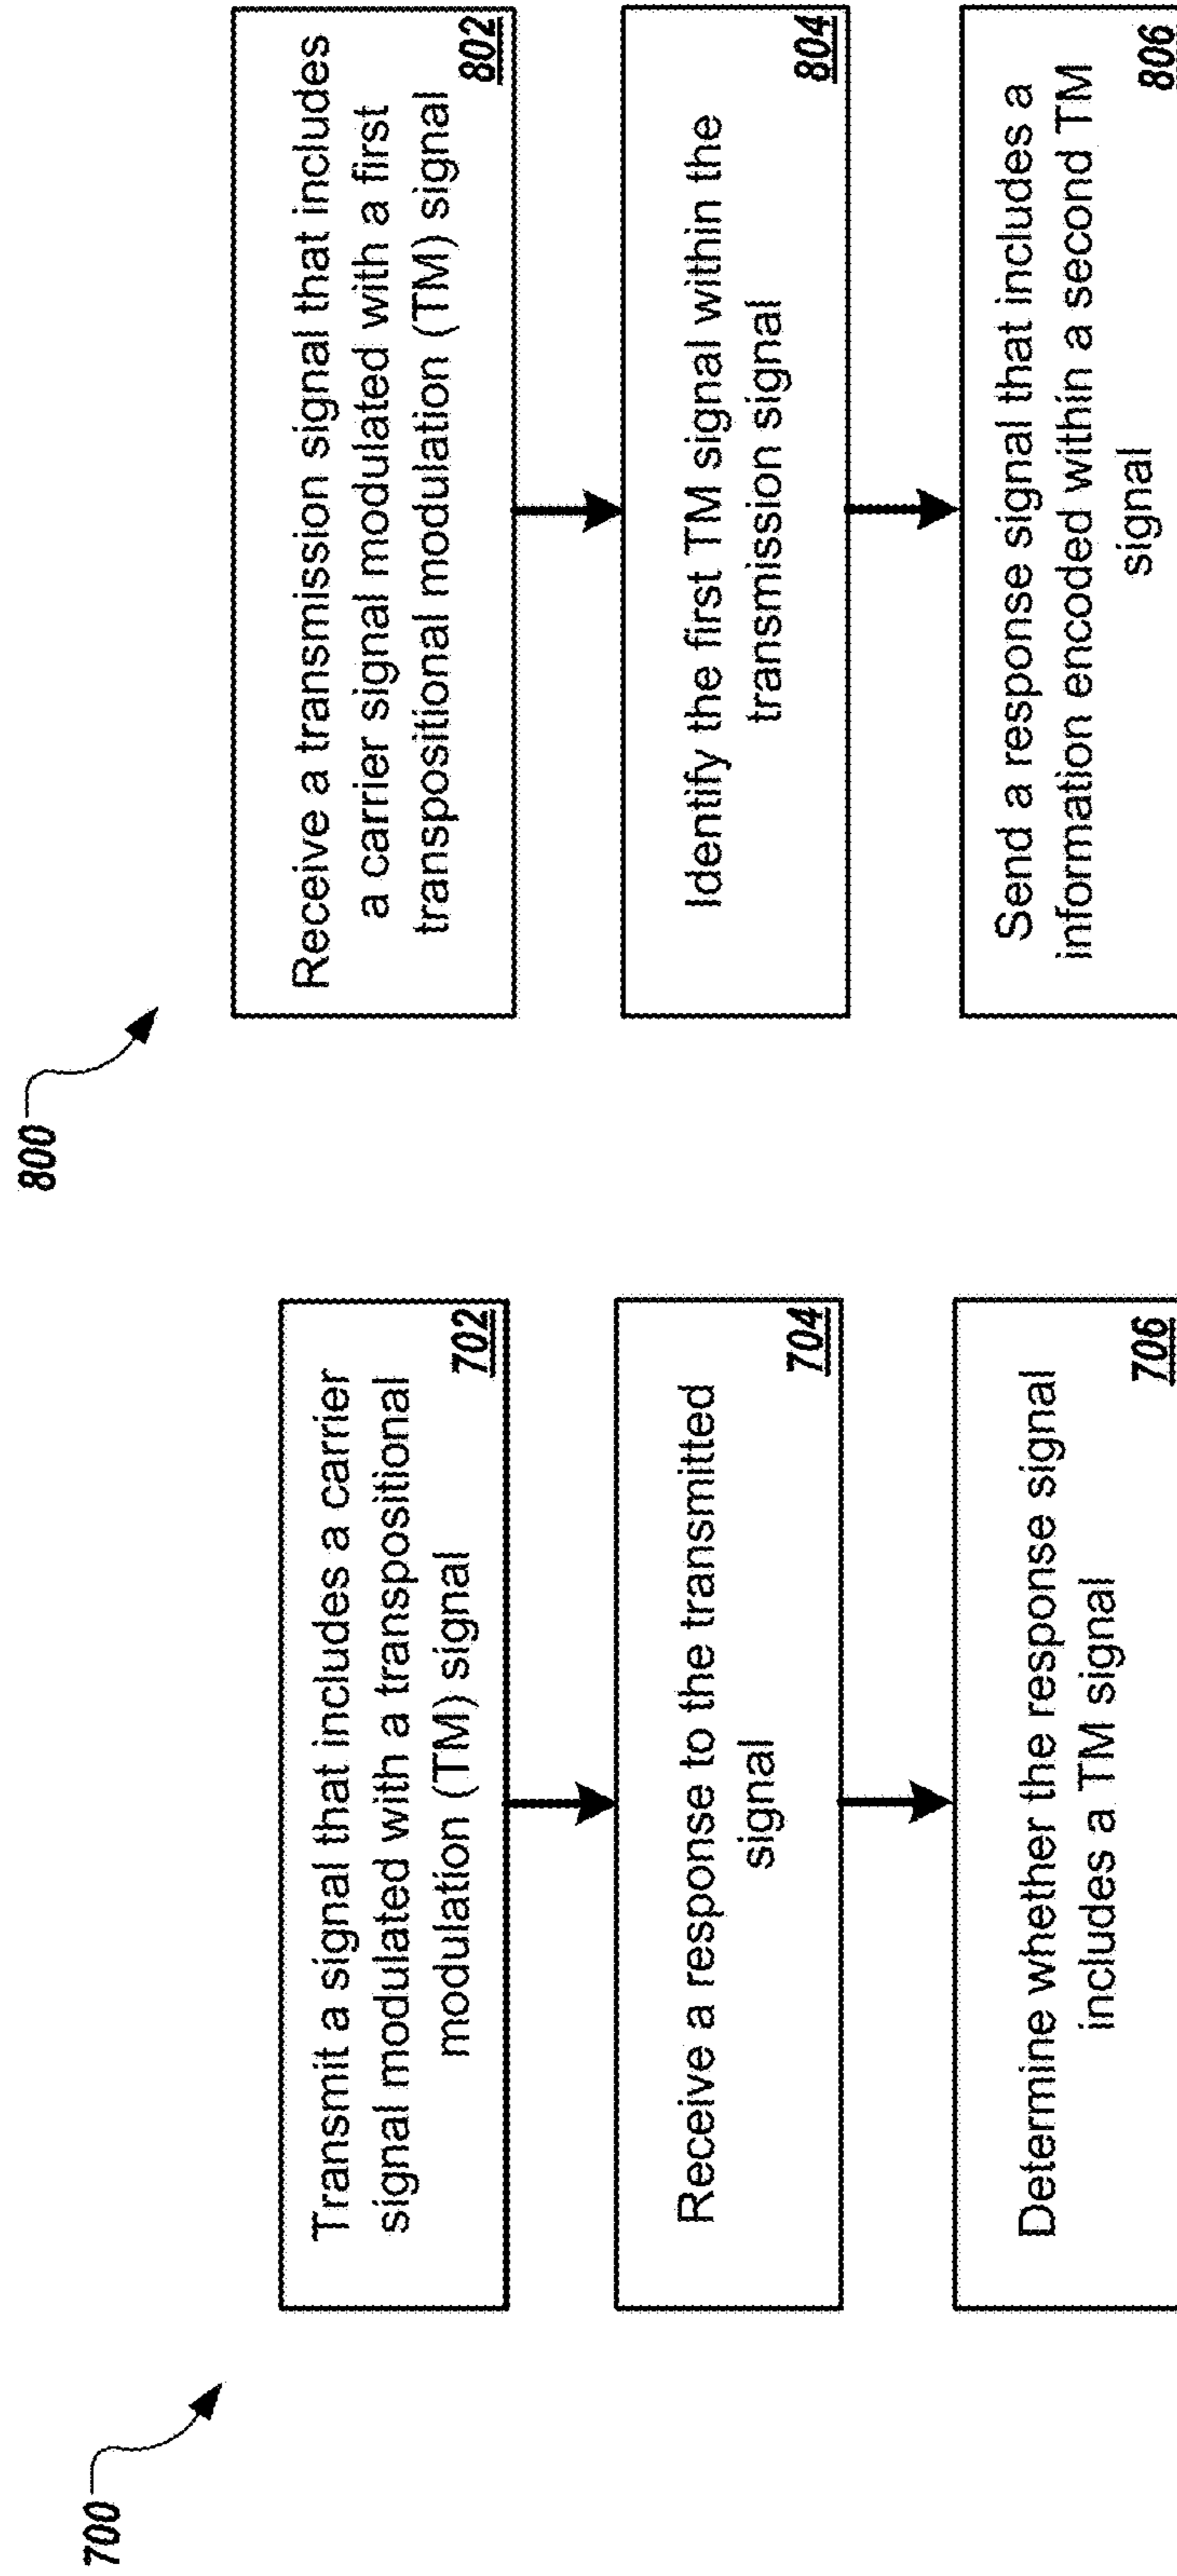 700
Transmit a signal that includes a carrier
signal modulated with a transpositional
modulation (TM) signal
702
Receive a response to the transmitted
signal
704
Determine whether the response signal
includes a TM signal
706
800
Receive a transmission signal that includes
a carrier signal modulated with a first
transpositional modulation (TM) signal
802
Identify the first TM signal within the
transmission signal
804
Send a response signal that includes a
information encoded within a second TM
signal
806